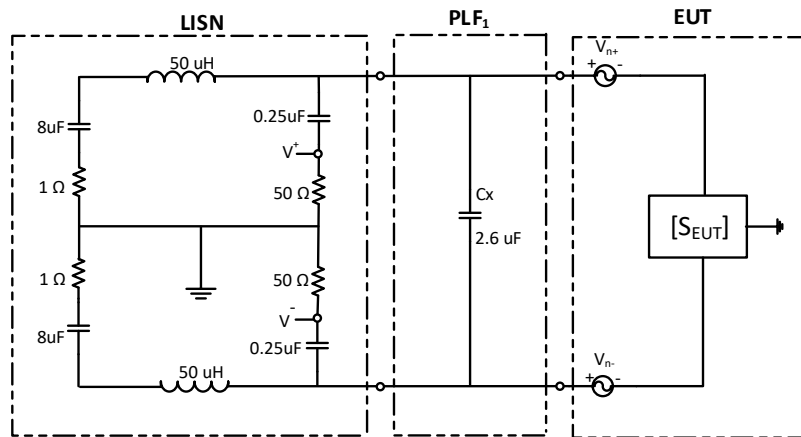 LISN
PLF₁
EUT
50 uH
Vn+
+ -
0.25uF
8uF
V⁺
1 Ω
50 Ω
Cx
2.6 uF
[SEUT]
1 Ω
50 Ω
V⁻
8uF
0.25uF
50 uH
Vn-
+ -